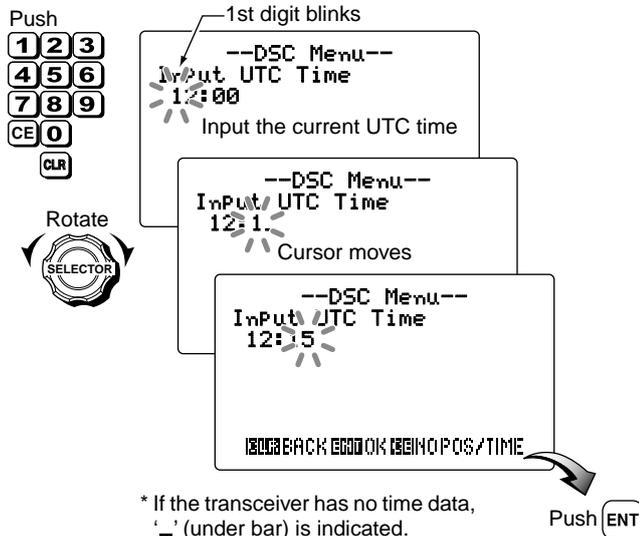 Push
1 2 3
4 5 6
7 8 9
CE 0
CLR
Rotate
SELECTOR
1st digit blinks
--DSC Menu--
Input UTC Time
12:00
Input the current UTC time
--DSC Menu--
Input UTC Time
12:1
Cursor moves
--DSC Menu--
Input UTC Time
12:15
BACK OK NO POS/TIME
* If the transceiver has no time data,
‘_’ (under bar) is indicated.
Push ENT